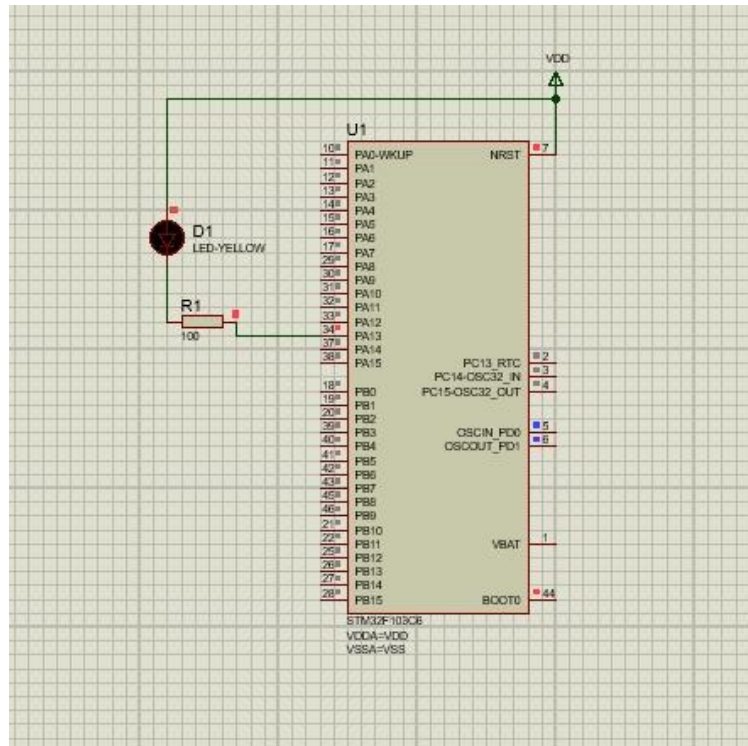 VDD
U1
10 PA0-WKUP NRST 7
11 PA1
12 PA2
13 PA3
14 PA4
15 PA5
16 PA6
17 PA7
29 PA8
30 PA9
31 PA10
32 PA11
33 PA12
34 PA13
37 PA14
38 PA15
D1
LED-YELLOW
R1
100
PC13_RTC 2
PC14-OSC32_IN 3
PC15-OSC32_OUT 4
18 PB0
19 PB1
20 PB2
39 PB3
40 PB4
41 PB5
42 PB6
43 PB7
45 PB8
46 PB9
21 PB10
22 PB11
25 PB12
26 PB13
27 PB14
28 PB15
OSCIN_PD0 5
OSCOUT_PD1 6
VBAT 1
BOOT0 44
STM32F103C6
VDDA=VDD
VSSA=VSS